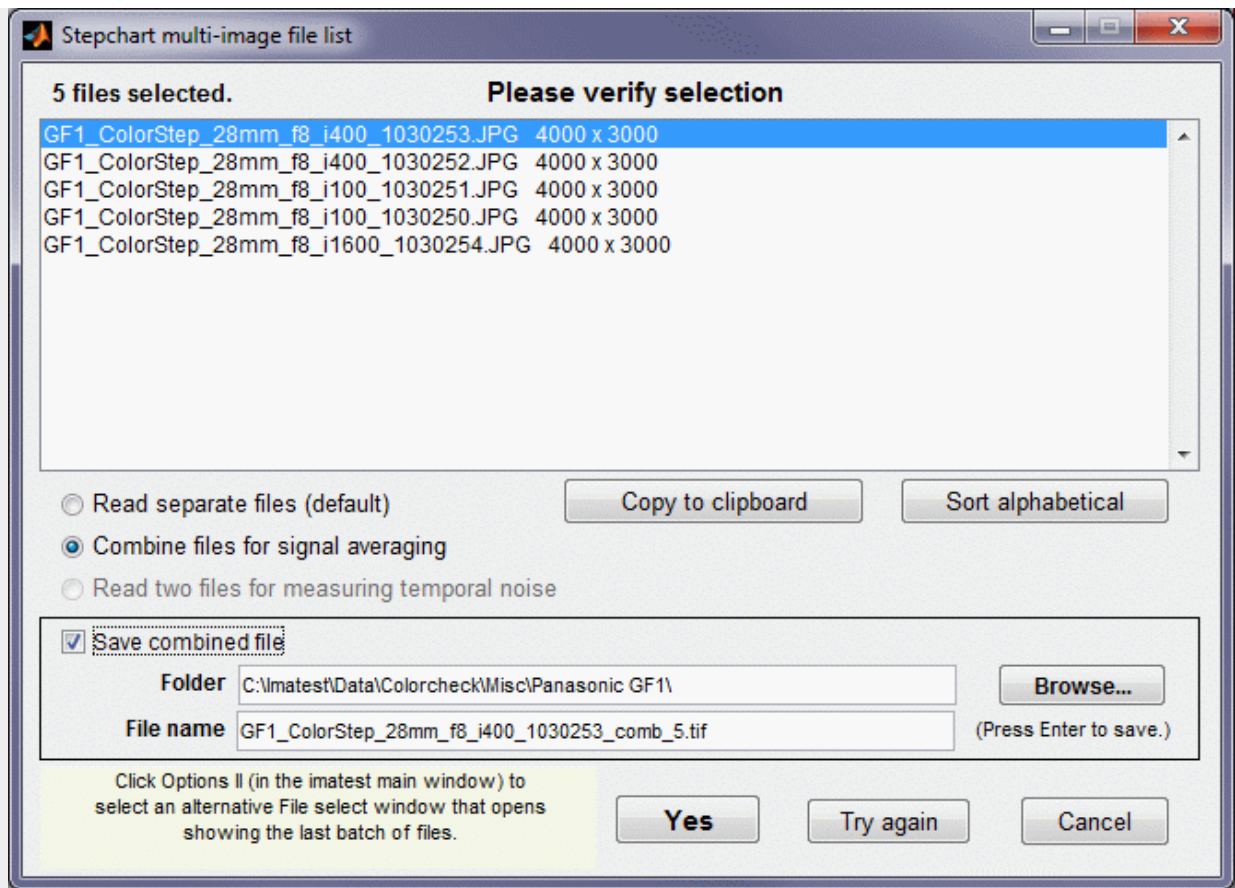 Stepchart multi-image file list
5 files selected. Please verify selection
GF1_ColorStep_28mm_f8_i400_1030253.JPG 4000 x 3000
GF1_ColorStep_28mm_f8_i400_1030252.JPG 4000 x 3000
GF1_ColorStep_28mm_f8_i100_1030251.JPG 4000 x 3000
GF1_ColorStep_28mm_f8_i100_1030250.JPG 4000 x 3000
GF1_ColorStep_28mm_f8_i1600_1030254.JPG 4000 x 3000
Read separate files (default) Copy to clipboard Sort alphabetical
Combine files for signal averaging
Read two files for measuring temporal noise
Save combined file
Folder C:\Imatest\Data\Colorcheck\Misc\Panasonic GF1\ Browse...
File name GF1_ColorStep_28mm_f8_i400_1030253_comb_5.tif (Press Enter to save.)
Click Options II (in the imatest main window) to
select an alternative File select window that opens
showing the last batch of files.
Yes Try again Cancel